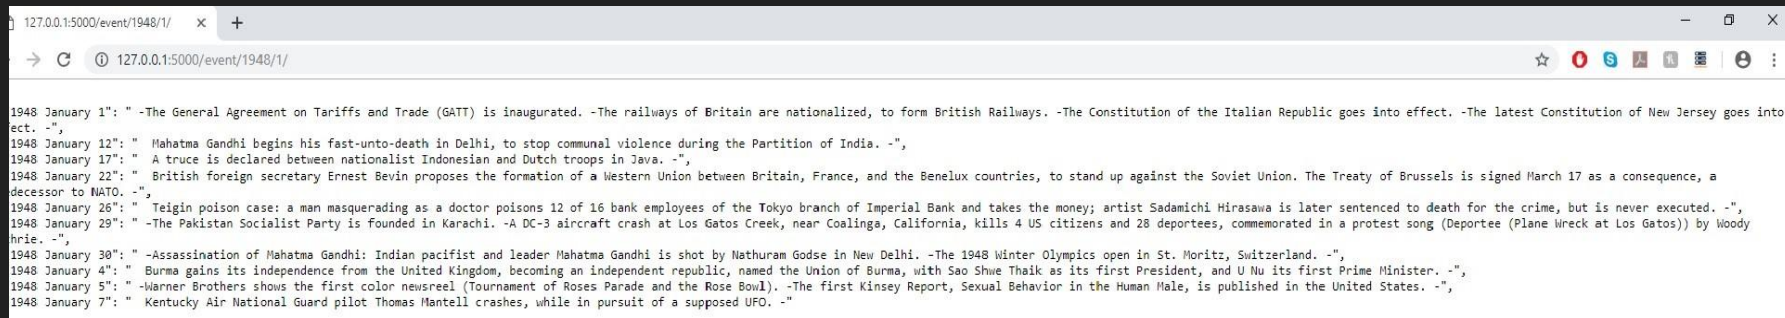 127.0.0.1:5000/event/1948/1/
127.0.0.1:5000/event/1948/1/
1948 January 1": " -The General Agreement on Tariffs and Trade (GATT) is inaugurated. -The railways of Britain are nationalized, to form British Railways. -The Constitution of the Italian Republic goes into effect. -The latest Constitution of New Jersey goes into
ect. -",
1948 January 12": "  Mahatma Gandhi begins his fast-unto-death in Delhi, to stop communal violence during the Partition of India. -",
1948 January 17": "  A truce is declared between nationalist Indonesian and Dutch troops in Java. -",
1948 January 22": "  British foreign secretary Ernest Bevin proposes the formation of a Western Union between Britain, France, and the Benelux countries, to stand up against the Soviet Union. The Treaty of Brussels is signed March 17 as a consequence, a
decessor to NATO. -",
1948 January 26": "  Teigin poison case: a man masquerading as a doctor poisons 12 of 16 bank employees of the Tokyo branch of Imperial Bank and takes the money; artist Sadamichi Hirasawa is later sentenced to death for the crime, but is never executed. -",
1948 January 29": " -The Pakistan Socialist Party is founded in Karachi. -A DC-3 aircraft crash at Los Gatos Creek, near Coalinga, California, kills 4 US citizens and 28 deportees, commemorated in a protest song (Deportee (Plane Wreck at Los Gatos)) by Woody
hrie. -",
1948 January 30": " -Assassination of Mahatma Gandhi: Indian pacifist and leader Mahatma Gandhi is shot by Nathuram Godse in New Delhi. -The 1948 Winter Olympics open in St. Moritz, Switzerland. -",
1948 January 4": "  Burma gains its independence from the United Kingdom, becoming an independent republic, named the Union of Burma, with Sao Shwe Thaik as its first President, and U Nu its first Prime Minister. -",
1948 January 5": " -Warner Brothers shows the first color newsreel (Tournament of Roses Parade and the Rose Bowl). -The first Kinsey Report, Sexual Behavior in the Human Male, is published in the United States. -",
1948 January 7": "  Kentucky Air National Guard pilot Thomas Mantell crashes, while in pursuit of a supposed UFO. -"